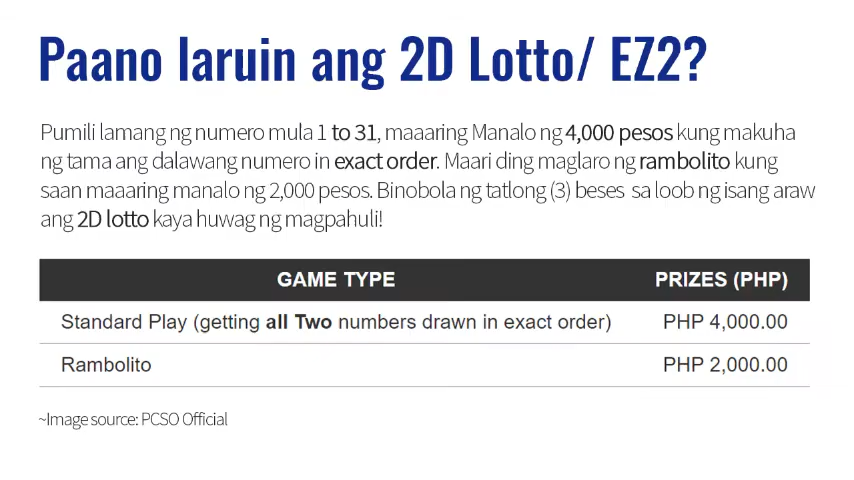 Paano laruin ang 2D Lotto/ EZ2?
Pumili lamang ng numero mula 1 to 31, maaaring Manalo ng 4,000 pesos kung makuha
ng tama ang dalawang numero in exact order. Maari ding maglaro ng rambolito kung
saan maaaring manalo ng 2,000 pesos. Binobola ng tatlong (3) beses sa loob ng isang araw
ang 2D lotto kaya huwag ng magpahuli!
GAME TYPE PRIZES (PHP)
Standard Play (getting all Two numbers drawn in exact order) PHP 4,000.00
Rambolito PHP 2,000.00
~Image source: PCSO Official